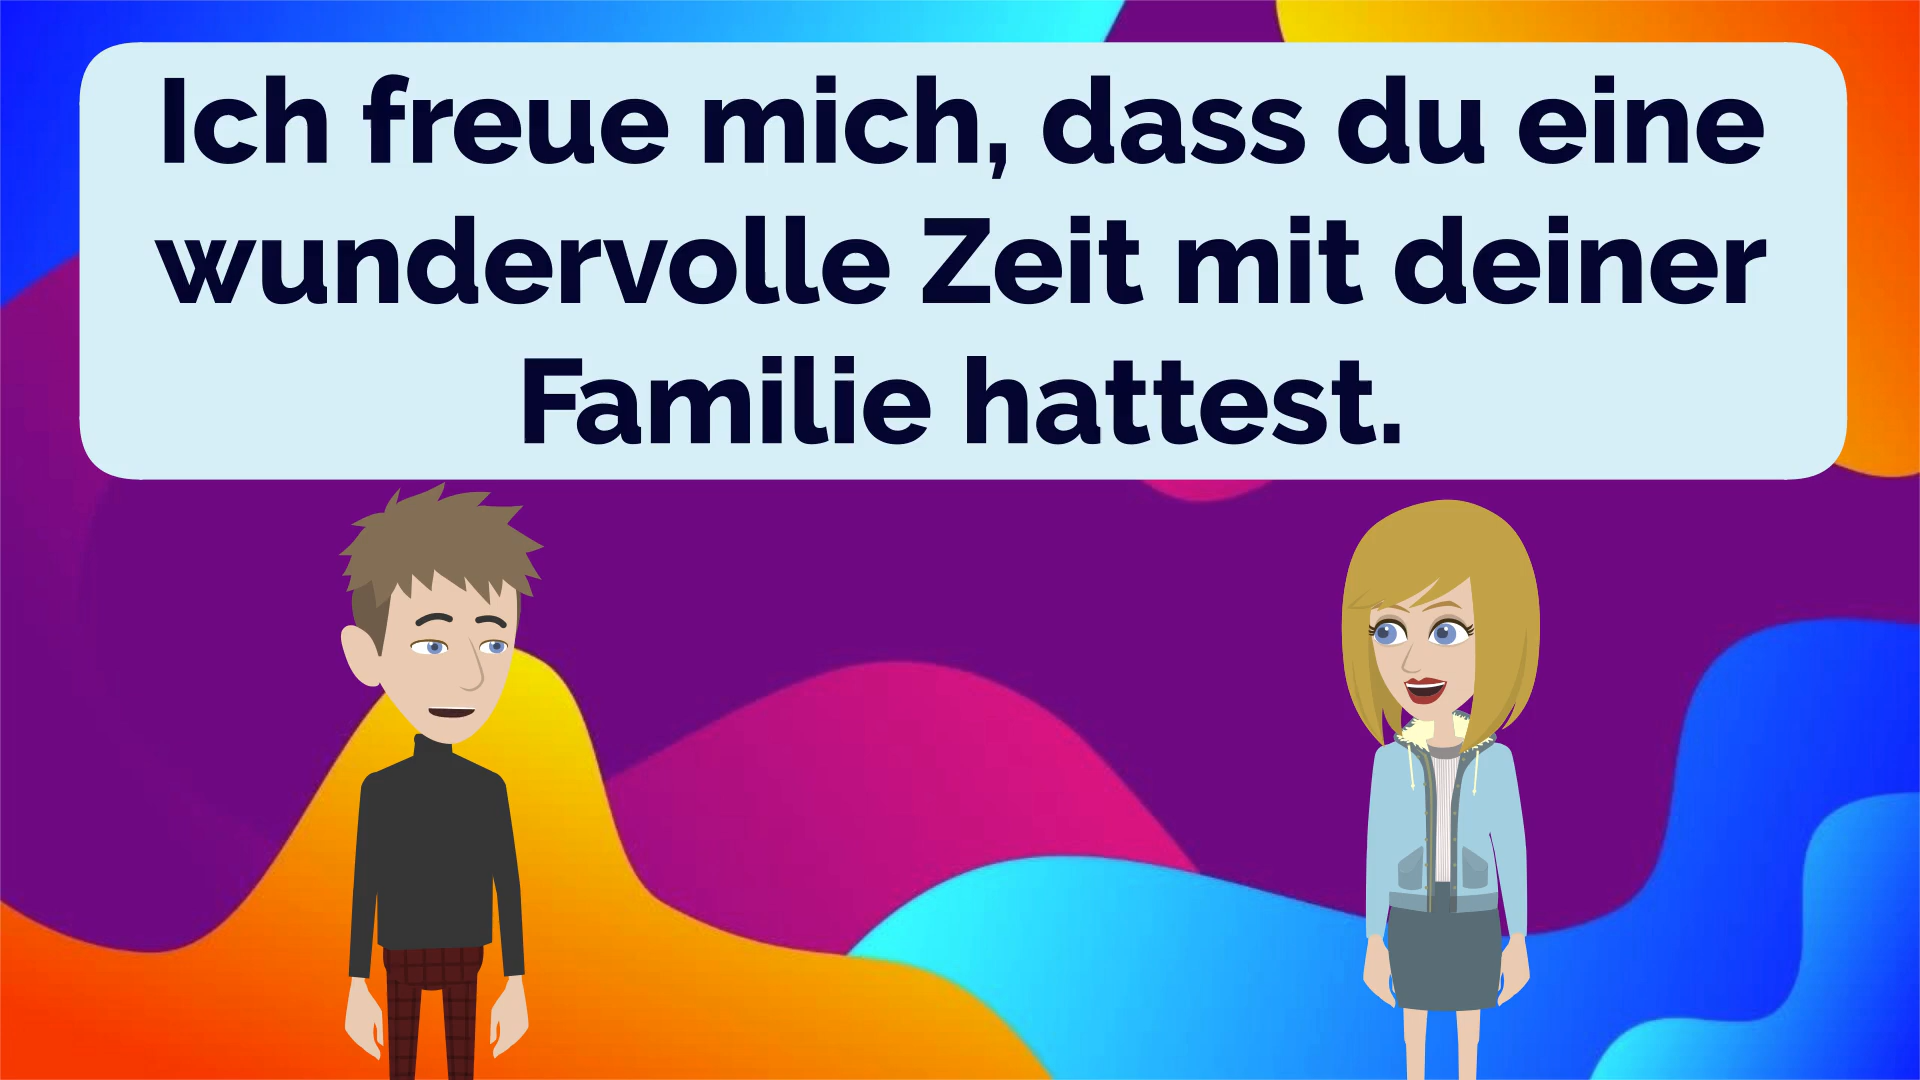 Ich freue mich, dass du eine
wundervolle Zeit mit deiner
Familie hattest.